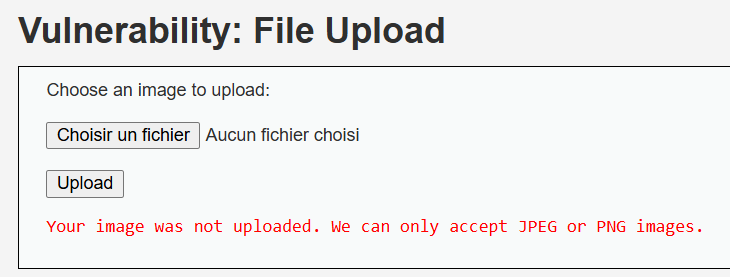 Vulnerability: File Upload
Choose an image to upload:
Choisir un fichier Aucun fichier choisi
Upload
Your image was not uploaded. We can only accept JPEG or PNG images.